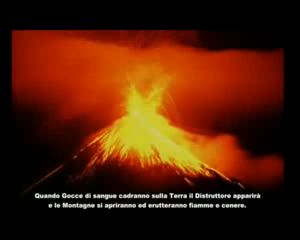 Quando Gocce di sangue cadranno sulla Terra il Distruttore apparirà
e le Montagne si apriranno ed erutteranno fiamme e cenere.